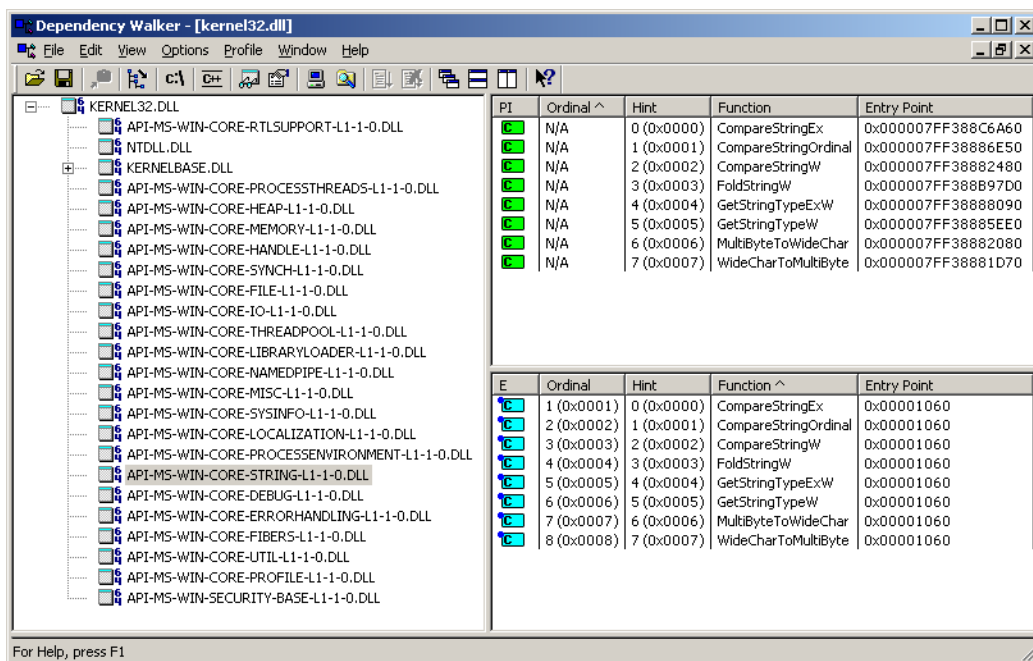 Dependency Walker - [kernel32.dll]
File Edit View Options Profile Window Help
c:\ C++
KERNEL32.DLL
API-MS-WIN-CORE-RTLSUPPORT-L1-1-0.DLL
NTDLL.DLL
KERNELBASE.DLL
API-MS-WIN-CORE-PROCESSTHREADS-L1-1-0.DLL
API-MS-WIN-CORE-HEAP-L1-1-0.DLL
API-MS-WIN-CORE-MEMORY-L1-1-0.DLL
API-MS-WIN-CORE-HANDLE-L1-1-0.DLL
API-MS-WIN-CORE-SYNCH-L1-1-0.DLL
API-MS-WIN-CORE-FILE-L1-1-0.DLL
API-MS-WIN-CORE-IO-L1-1-0.DLL
API-MS-WIN-CORE-THREADPOOL-L1-1-0.DLL
API-MS-WIN-CORE-LIBRARYLOADER-L1-1-0.DLL
API-MS-WIN-CORE-NAMEDPIPE-L1-1-0.DLL
API-MS-WIN-CORE-MISC-L1-1-0.DLL
API-MS-WIN-CORE-SYSINFO-L1-1-0.DLL
API-MS-WIN-CORE-LOCALIZATION-L1-1-0.DLL
API-MS-WIN-CORE-PROCESSENVIRONMENT-L1-1-0.DLL
API-MS-WIN-CORE-STRING-L1-1-0.DLL
API-MS-WIN-CORE-DEBUG-L1-1-0.DLL
API-MS-WIN-CORE-ERRORHANDLING-L1-1-0.DLL
API-MS-WIN-CORE-FIBERS-L1-1-0.DLL
API-MS-WIN-CORE-UTIL-L1-1-0.DLL
API-MS-WIN-CORE-PROFILE-L1-1-0.DLL
API-MS-WIN-SECURITY-BASE-L1-1-0.DLL
PI Ordinal ^ Hint Function Entry Point
C N/A 0 (0x0000) CompareStringEx 0x000007FF388C6A60
C N/A 1 (0x0001) CompareStringOrdinal 0x000007FF38886E50
C N/A 2 (0x0002) CompareStringW 0x000007FF38882480
C N/A 3 (0x0003) FoldStringW 0x000007FF388B97D0
C N/A 4 (0x0004) GetStringTypeExW 0x000007FF38888090
C N/A 5 (0x0005) GetStringTypeW 0x000007FF38885EE0
C N/A 6 (0x0006) MultiByteToWideChar 0x000007FF38882080
C N/A 7 (0x0007) WideCharToMultiByte 0x000007FF38881D70
E Ordinal Hint Function ^ Entry Point
C 1 (0x0001) 0 (0x0000) CompareStringEx 0x00001060
C 2 (0x0002) 1 (0x0001) CompareStringOrdinal 0x00001060
C 3 (0x0003) 2 (0x0002) CompareStringW 0x00001060
C 4 (0x0004) 3 (0x0003) FoldStringW 0x00001060
C 5 (0x0005) 4 (0x0004) GetStringTypeExW 0x00001060
C 6 (0x0006) 5 (0x0005) GetStringTypeW 0x00001060
C 7 (0x0007) 6 (0x0006) MultiByteToWideChar 0x00001060
C 8 (0x0008) 7 (0x0007) WideCharToMultiByte 0x00001060
For Help, press F1